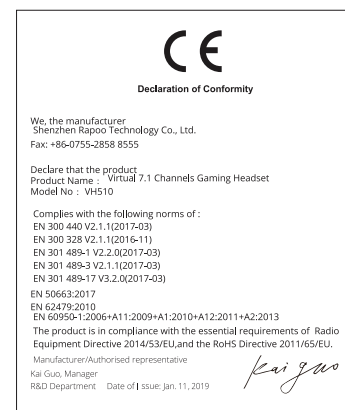 CE
Declaration of Conformity
We, the manufacturer
Shenzhen Rapoo Technology Co., Ltd.
Fax: +86-0755-2858 8555
Declare that the product
Product Name : Virtual 7.1 Channels Gaming Headset
Model No : VH510
Complies with the following norms of :
EN 300 440 V2.1.1(2017-03)
EN 300 328 V2.1.1(2016-11)
EN 301 489-1 V2.2.0(2017-03)
EN 301 489-3 V2.1.1(2017-03)
EN 301 489-17 V3.2.0(2017-03)
EN 50663:2017
EN 62479:2010
EN 60950-1:2006+A11:2009+A1:2010+A12:2011+A2:2013
The product is in compliance with the essential requirements of Radio
Equipment Directive 2014/53/EU,and the RoHS Directive 2011/65/EU.
Manufacturer/Authorised representative
Kai Guo, Manager
R&D Department Date of Issue: Jan. 11, 2019
Kai guo